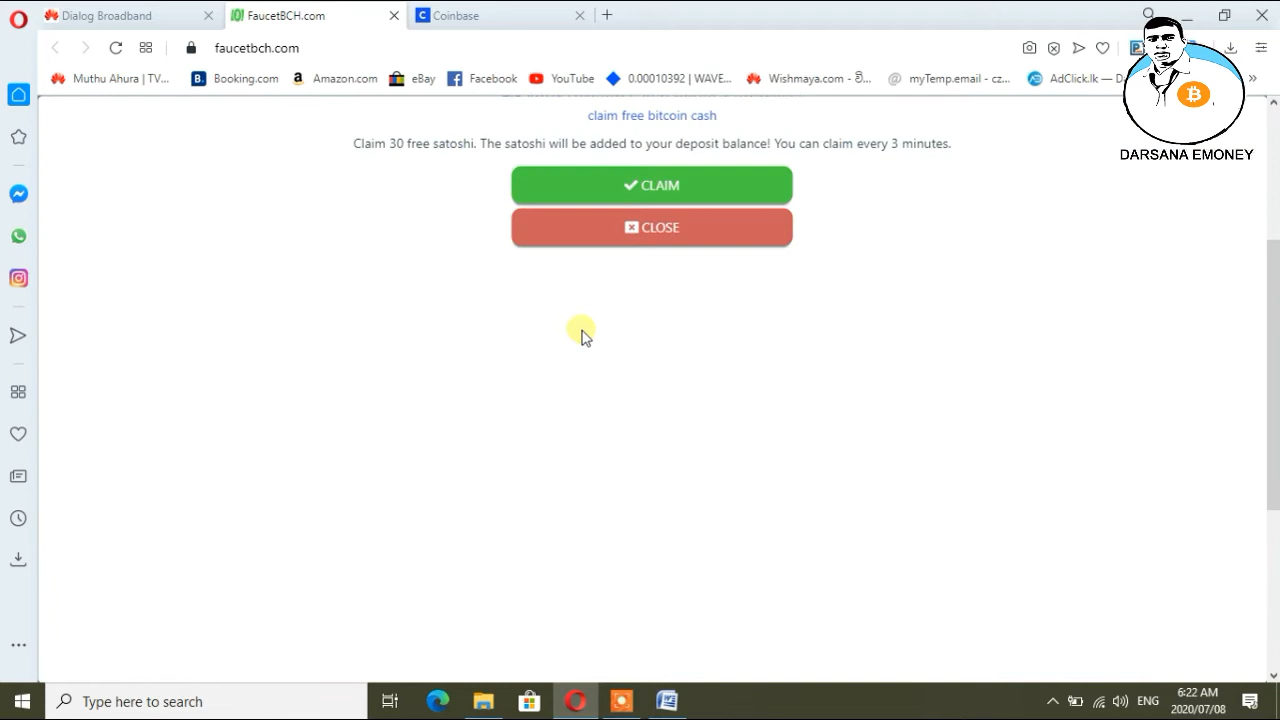 Dialog Broadband
FaucetBCH.com
Coinbase
faucetbch.com
Muthu Ahura | TV...
Booking.com
Amazon.com
eBay
Facebook
YouTube
0.00010392 | WAVE...
Wishmaya.com - වි...
myTemp.email - cz...
AdClick.lk —
DARSANA EMONEY
claim free bitcoin cash
Claim 30 free satoshi. The satoshi will be added to your deposit balance! You can claim every 3 minutes.
CLAIM
CLOSE
Type here to search
ENG
6:22 AM
2020/07/08